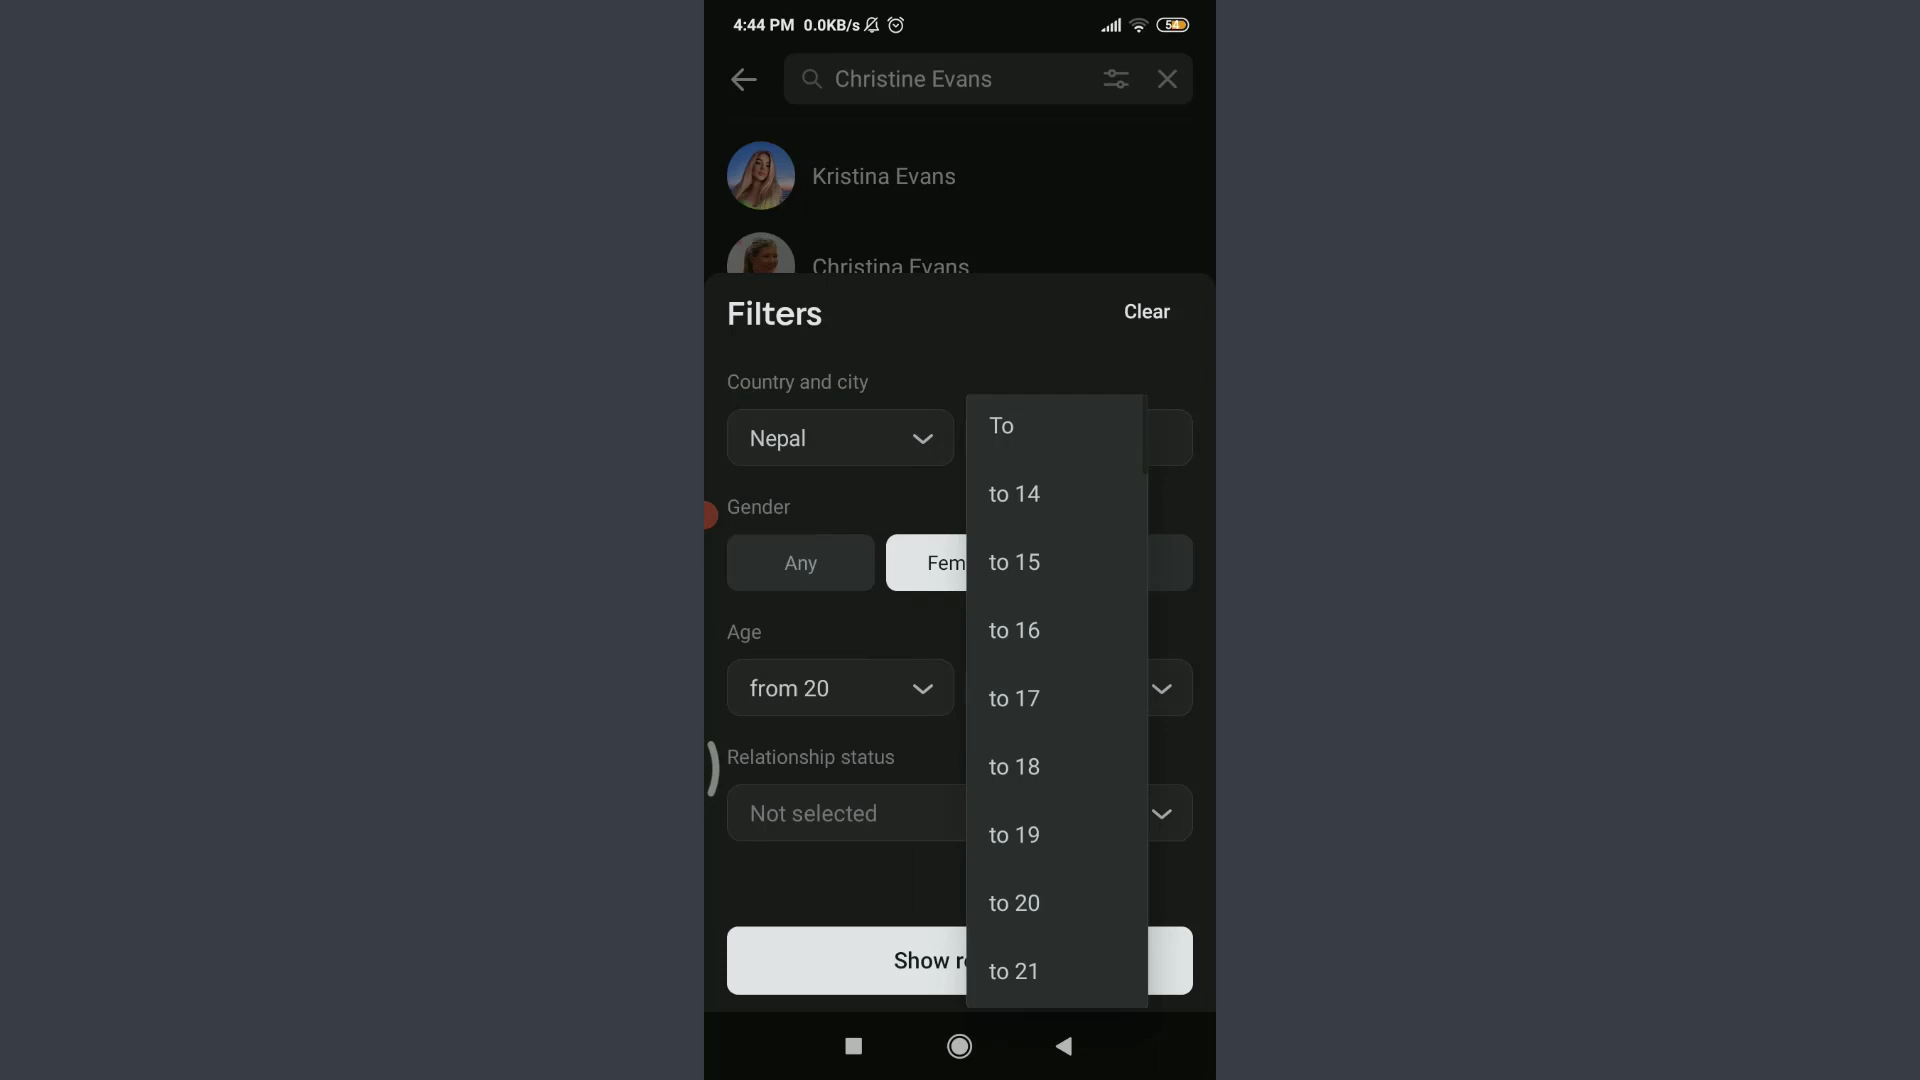 4:44 PM 0.0KB/s 54
Christine Evans
Kristina Evans
Christina Evans
Filters
Clear
Country and city
Nepal
Gender
Any
Fem
Age
from 20
Relationship status
Not selected
Show re
To
to 14
to 15
to 16
to 17
to 18
to 19
to 20
to 21